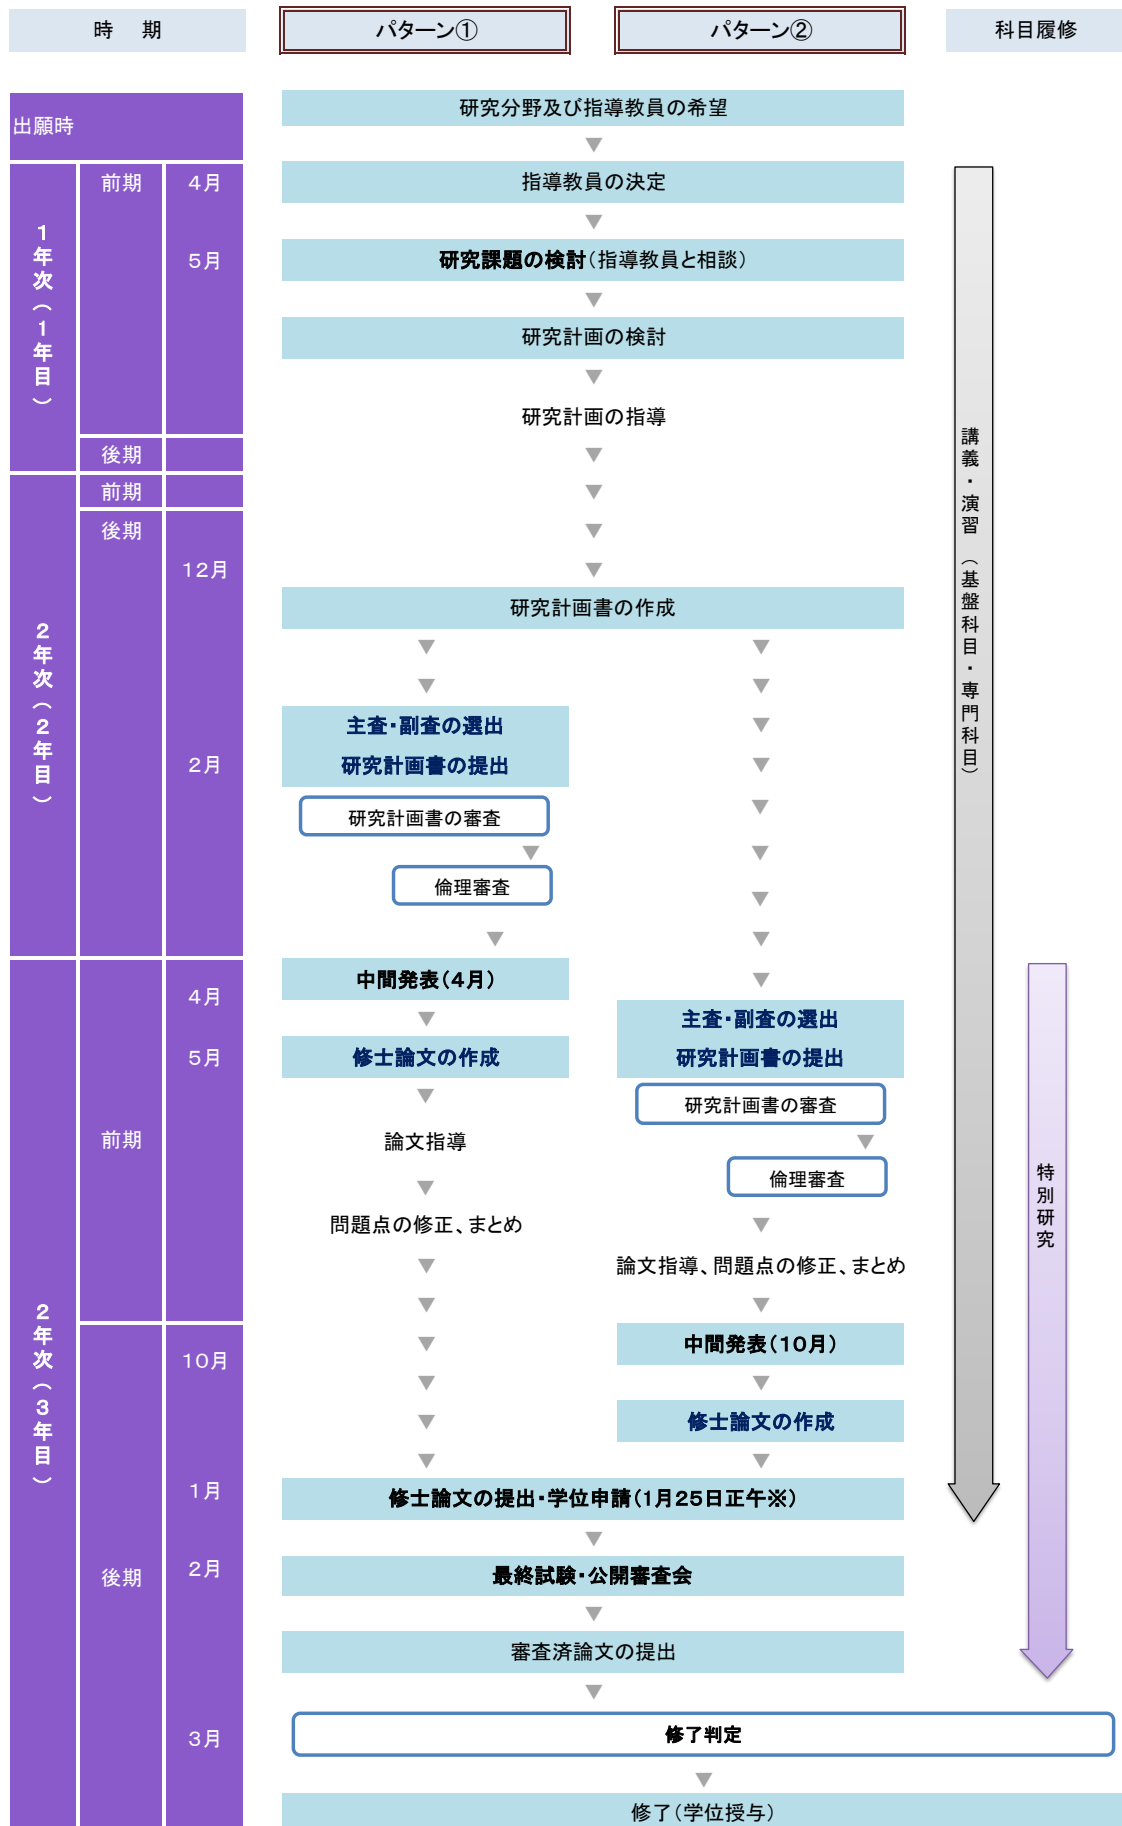 時　期
パターン①
パターン②
科目履修
出願時
研究分野及び指導教員の希望
▼
1年次（1年目）
前期
4月
指導教員の決定
▼
5月
研究課題の検討（指導教員と相談）
▼
研究計画の検討
▼
研究計画の指導
後期
▼
2年次（2年目）
前期
▼
後期
▼
12月
▼
研究計画書の作成
▼
▼
▼
▼
主査・副査の選出
▼
2月
研究計画書の提出
▼
研究計画書の審査
▼
▼
▼
倫理審査
▼
▼
▼
2年次（3年目）
前期
4月
中間発表（4月）
▼
▼
主査・副査の選出
5月
修士論文の作成
研究計画書の提出
▼
研究計画書の審査
論文指導
▼
倫理審査
▼
問題点の修正、まとめ
▼
▼
論文指導、問題点の修正、まとめ
▼
▼
後期
10月
▼
中間発表（10月）
▼
▼
▼
修士論文の作成
▼
▼
1月
修士論文の提出・学位申請（1月25日正午※）
▼
2月
最終試験・公開審査会
▼
審査済論文の提出
▼
3月
修了判定
▼
修了（学位授与）
講義・演習　（基盤科目・専門科目）
特別研究